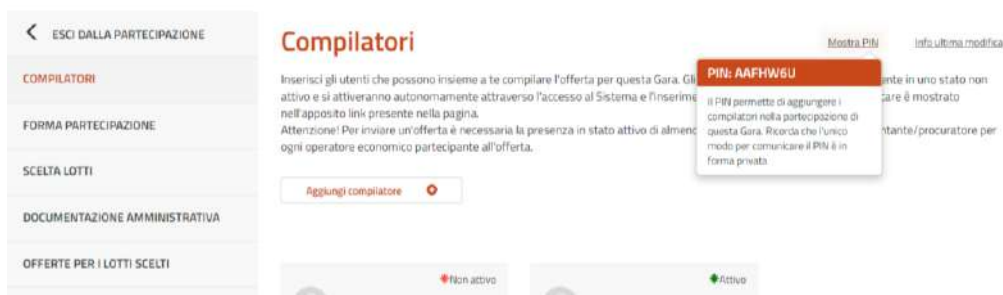 ESCI DALLA PARTECIPAZIONE
COMPILATORI
FORMA PARTECIPAZIONE
SCELTA LOTTI
DOCUMENTAZIONE AMMINISTRATIVA
OFFERTE PER I LOTTI SCELTI
Compilatori
Mostra PIN
Info ultima modifica
Inserisci gli utenti che possono insieme a te compilare l'offerta per questa Gara. Gli
attivo e si attiveranno autonomamente attraverso l'accesso al Sistema e l'inserime
nell'apposito link presente nella pagina.
Attenzione! Per inviare un'offerta è necessaria la presenza in stato attivo di almeno
ogni operatore economico partecipante all'offerta.
ente in uno stato non
care è mostrato
ntante/procuratore per
PIN: AAFHW6U
Il PIN permette di aggiungere i
compilatori nella partecipazione di
questa Gara. Ricorda che l'unico
modo per comunicare il PIN è in
forma privata
Aggiungi compilatore
Non attivo
Attivo